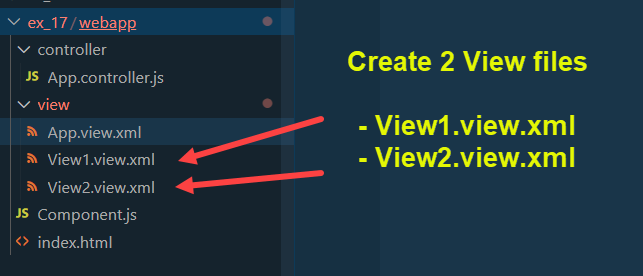 ex_17/webapp
controller
JS App.controller.js
view
App.view.xml
View1.view.xml
View2.view.xml
JS Component.js
<> index.html
Create 2 View files
- View1.view.xml
- View2.view.xml